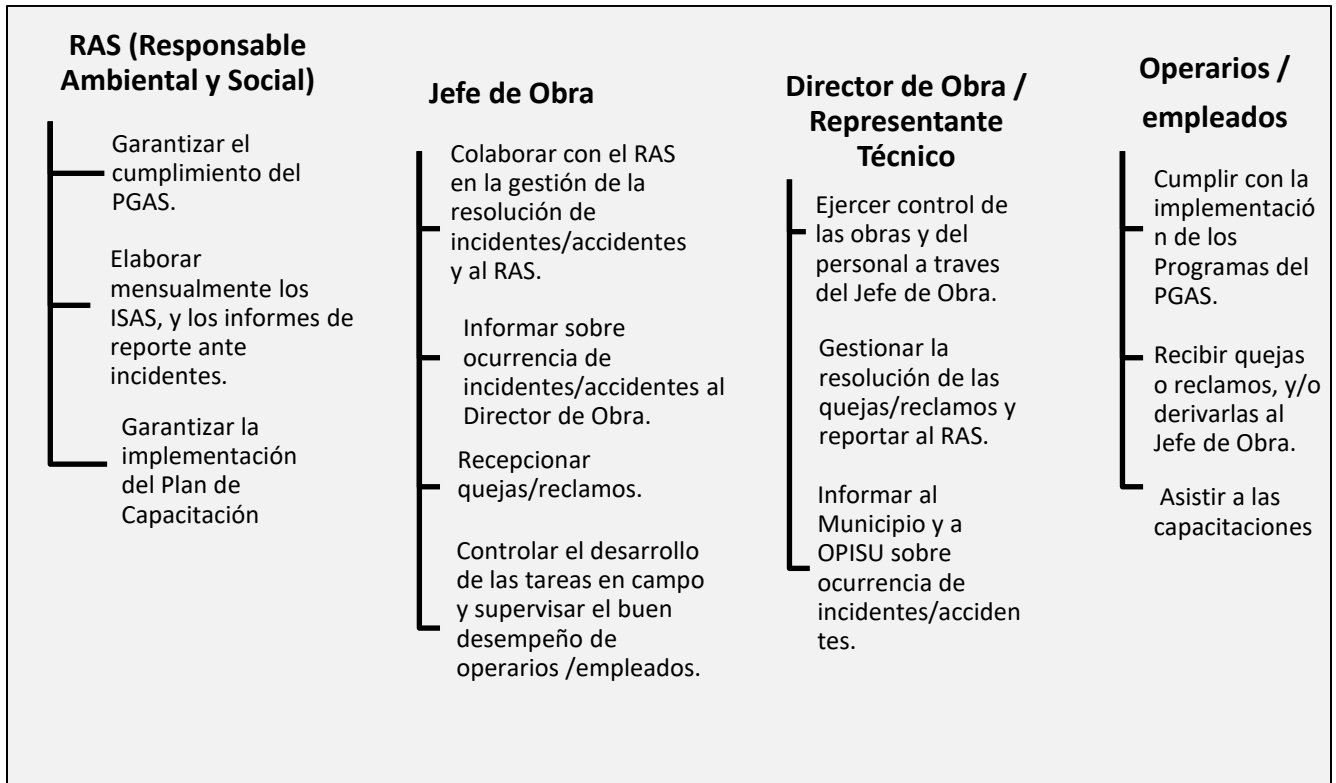 RAS (Responsable
Ambiental y Social)
Garantizar el
cumplimiento del
PGAS.
Elaborar
mensualmente los
ISAS, y los informes de
reporte ante
incidentes.
Garantizar la
implementación
del Plan de
Capacitación
Jefe de Obra
Colaborar con el RAS
en la gestión de la
resolución de
incidentes/accidentes
y al RAS.
Informar sobre
ocurrencia de
incidentes/accidentes al
Director de Obra.
Recepcionar
quejas/reclamos.
Controlar el desarrollo
de las tareas en campo
y supervisar el buen
desempeño de
operarios /empleados.
Director de Obra /
Representante
Técnico
Ejercer control de
las obras y del
personal a traves
del Jefe de Obra.
Gestionar la
resolución de las
quejas/reclamos y
reportar al RAS.
Informar al
Municipio y a
OPISU sobre
ocurrencia de
incidentes/acciden
tes.
Operarios /
empleados
Cumplir con la
implementació
n de los
Programas del
PGAS.
Recibir quejas
o reclamos, y/o
derivarlas al
Jefe de Obra.
Asistir a las
capacitaciones